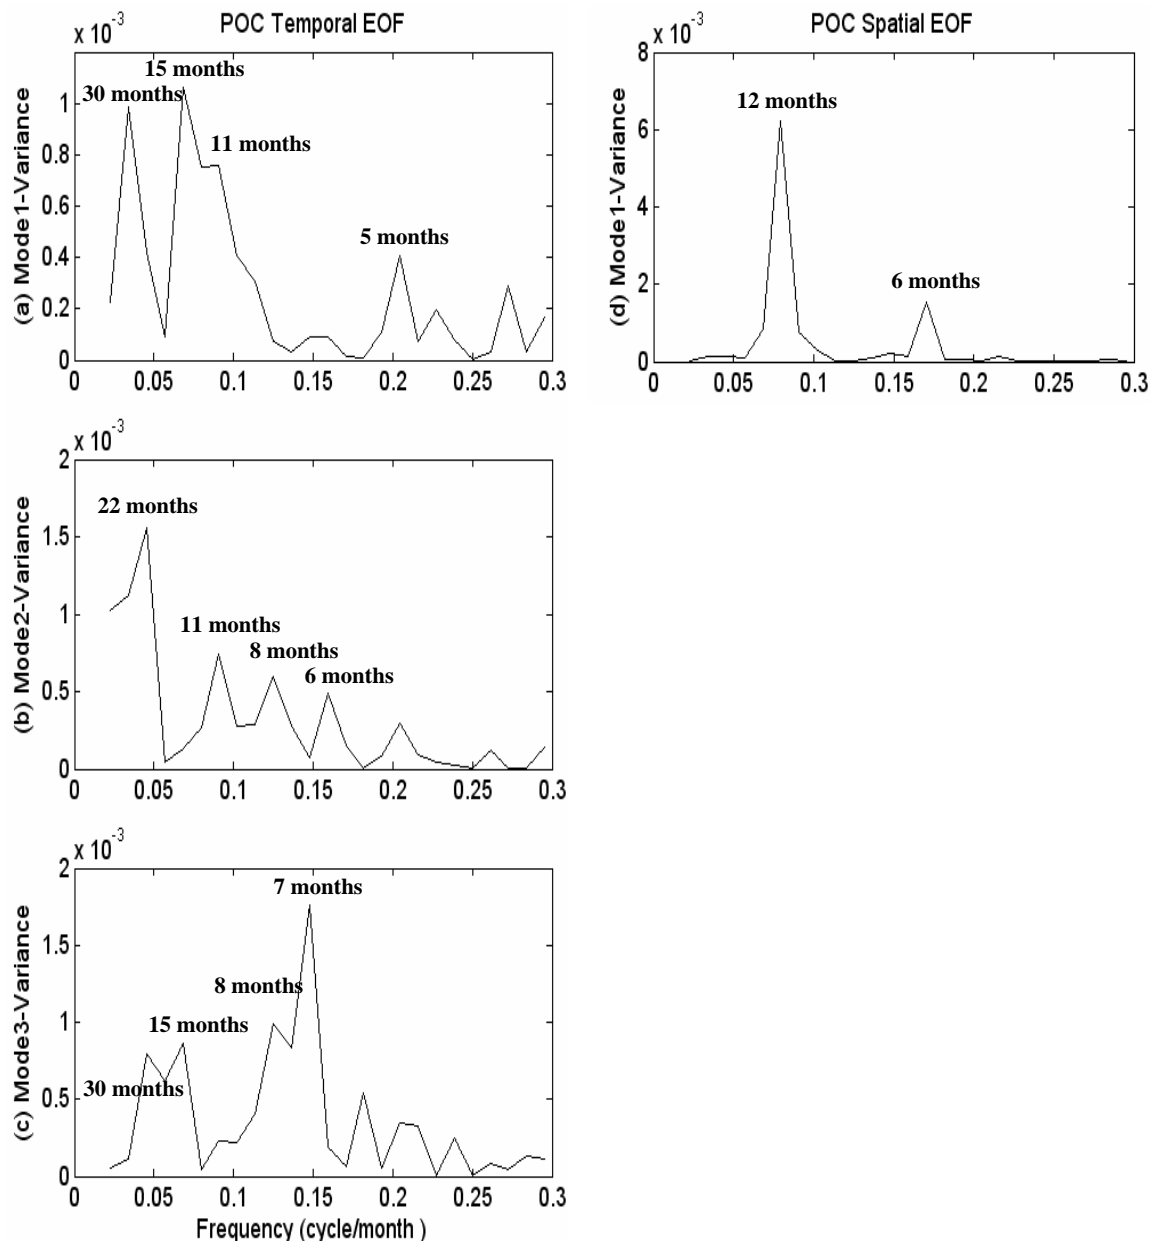 POC Temporal EOF
x 10-3
(a) Mode1-Variance
1
0.8
0.6
0.4
0.2
0
30 months
15 months
11 months
5 months
0 0.05 0.1 0.15 0.2 0.25 0.3
POC Spatial EOF
x 10-3
(d) Mode1-Variance
8
6
4
2
0
12 months
6 months
0 0.05 0.1 0.15 0.2 0.25 0.3
x 10-3
(b) Mode2-Variance
2
1.5
1
0.5
0
22 months
11 months
8 months
6 months
0 0.05 0.1 0.15 0.2 0.25 0.3
x 10-3
(c) Mode3-Variance
2
1.5
1
0.5
0
7 months
8 months
15 months
30 months
0 0.05 0.1 0.15 0.2 0.25 0.3
Frequency (cycle/month )